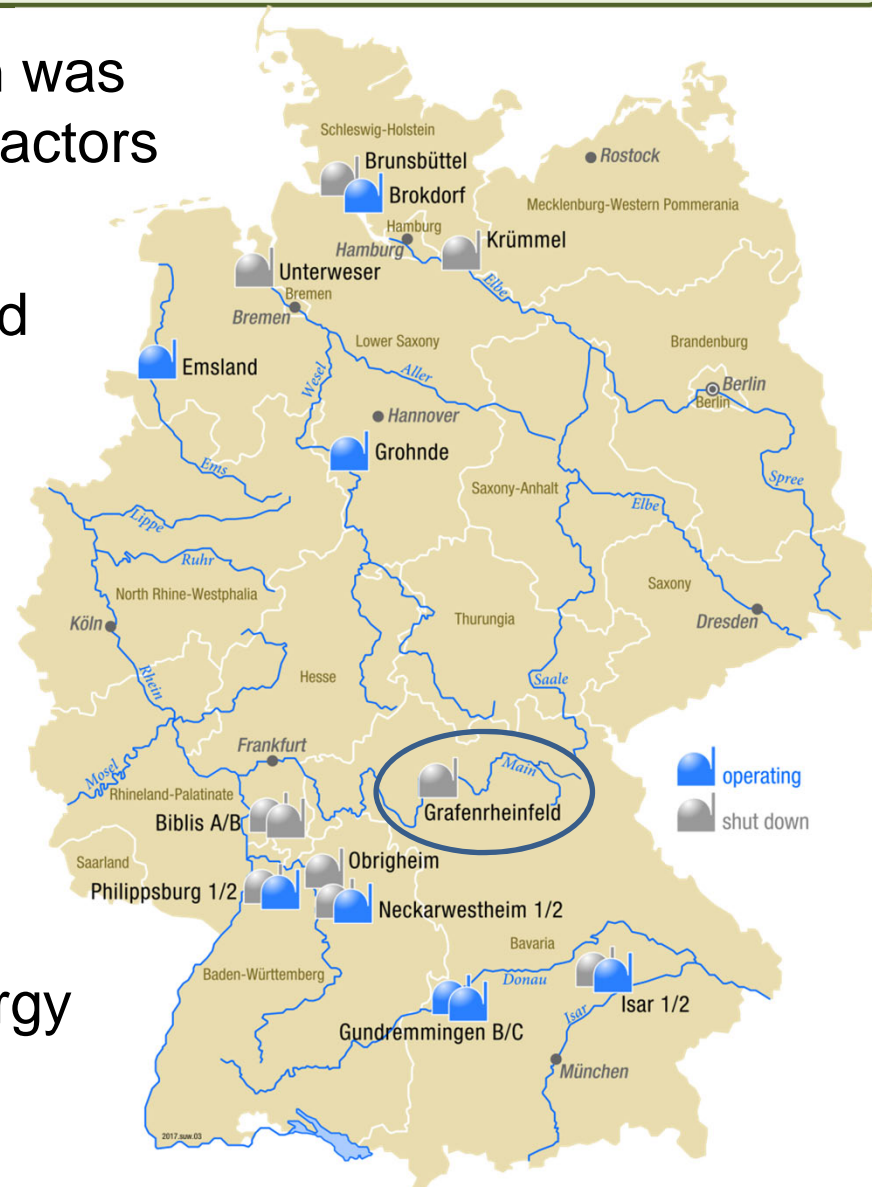 was
actors
d
rgy
Schleswig-Holstein
Brunsbüttel
Brokdorf
Rostock
Mecklenburg-Western Pommerania
Hamburg
Hamburg
Krümmel
Elbe
Unterweser
Bremen
Bremen
Lower Saxony
Brandenburg
Emsland
Wesel
Aller
Berlin
Berlin
Hannover
Grohnde
Ems
Saxony-Anhalt
Elbe
Spree
Lippe
Ruhr
North Rhine-Westphalia
Saxony
Köln
Thurungia
Dresden
Rhein
Hesse
Saale
Frankfurt
Mosel
Main
operating
Rhineland-Palatinate
Grafenrheinfeld
Biblis A/B
shut down
Saarland
Obrigheim
Philippsburg 1/2
Neckarwestheim 1/2
Bavaria
Baden-Württemberg
Donau
Isar 1/2
Isar
Gundremmingen B/C
München
2017.suw.03